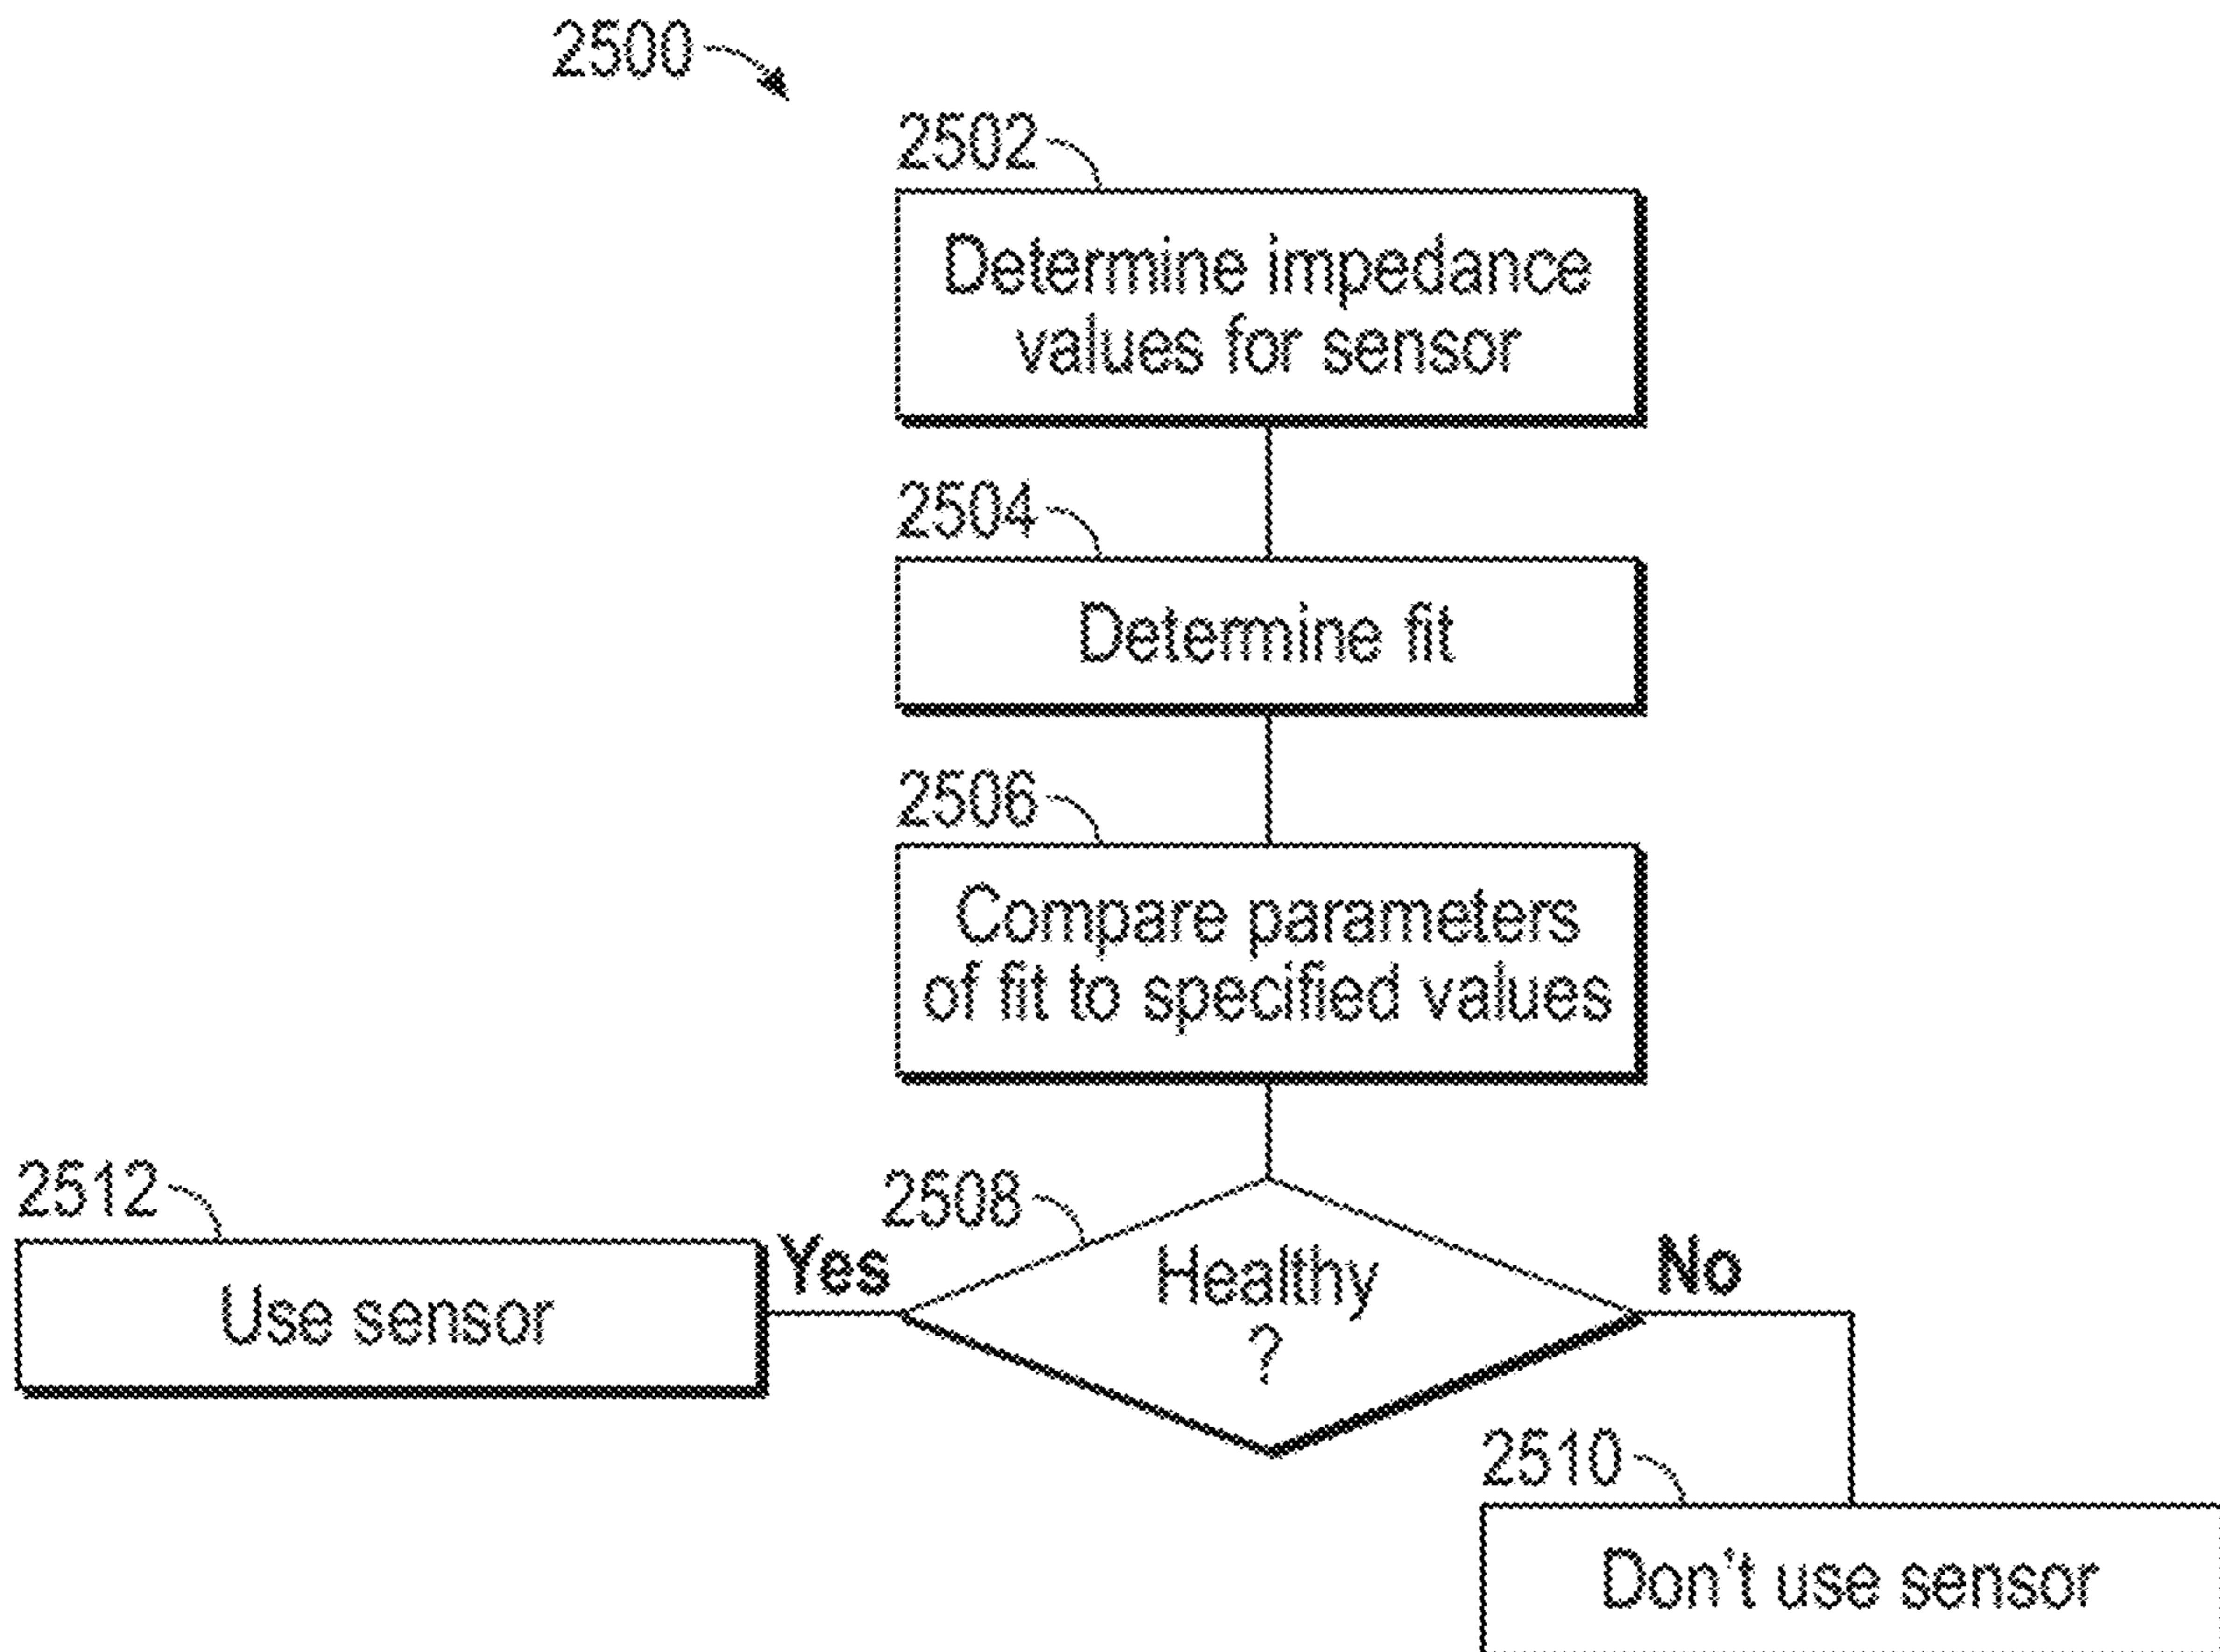 2500
2502
Determine impedance
values for sensor
2504
Determine fit
2506
Compare parameters
of fit to specified values
2512
Use sensor
Yes
2508
Healthy
?
No
2510
Don't use sensor